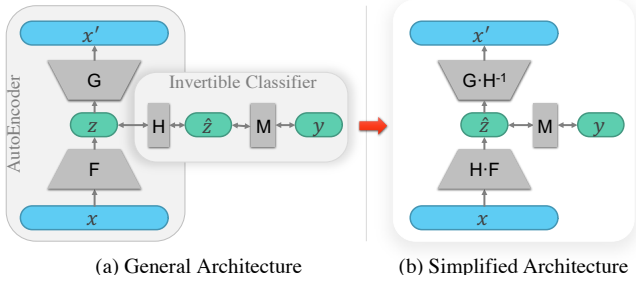 x′
x′
G
Invertible Classifier
G·H⁻¹
AutoEncoder
z
H
ẑ
M
y
ẑ
M
y
F
H·F
x
x
(a) General Architecture
(b) Simplified Architecture